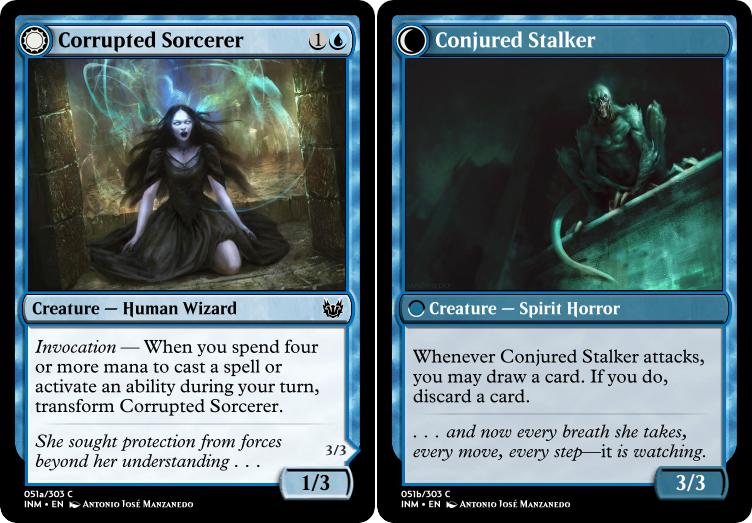 Corrupted Sorcerer 1
Creature — Human Wizard
Invocation — When you spend four
or more mana to cast a spell or
activate an ability during your turn,
transform Corrupted Sorcerer.
She sought protection from forces
beyond her understanding . . .
3/3
1/3
051a/303 C
INM • EN Antonio José Manzanedo
Conjured Stalker
Creature — Spirit Horror
Whenever Conjured Stalker attacks,
you may draw a card. If you do,
discard a card.
. . . and now every breath she takes,
every move, every step—it is watching.
3/3
051b/303 C
INM • EN Antonio José Manzanedo